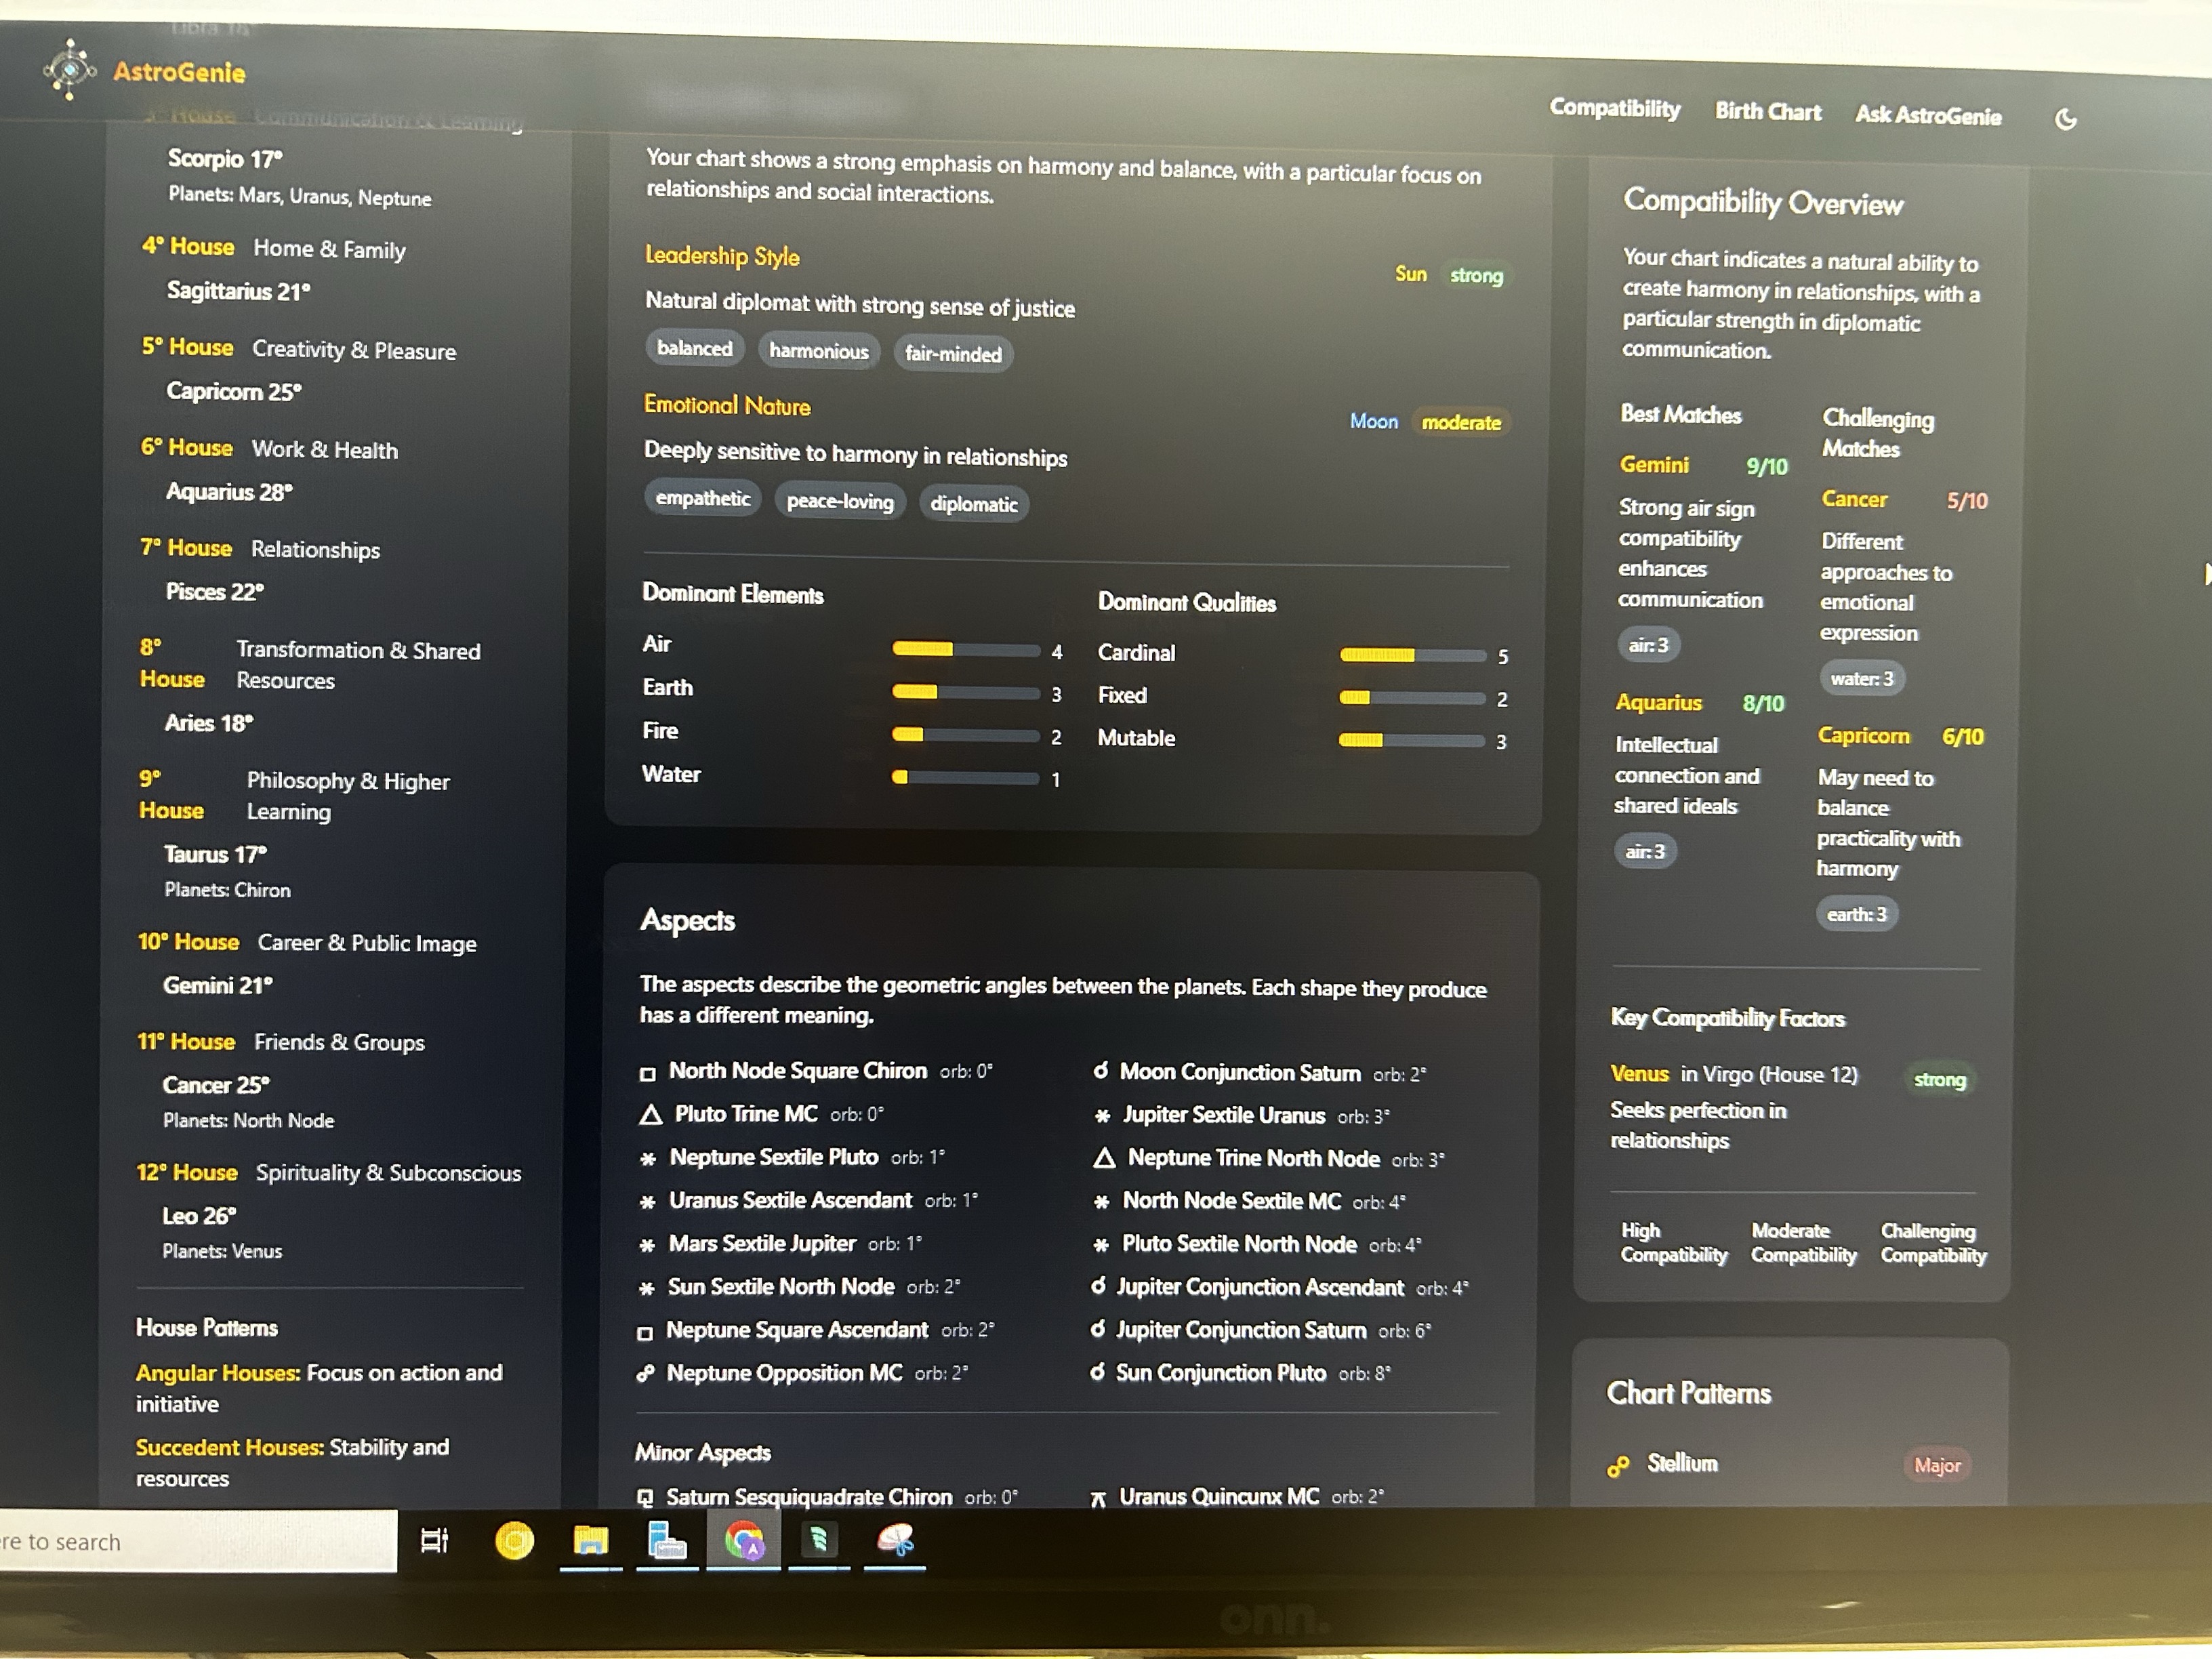 AstroGenie
Compatibility Birth Chart Ask AstroGenie
3° House Communication & Learning
Scorpio 17°
Planets: Mars, Uranus, Neptune
4° House Home & Family
Sagittarius 21°
5° House Creativity & Pleasure
Capricorn 25°
6° House Work & Health
Aquarius 28°
7° House Relationships
Pisces 22°
8° Transformation & Shared
House Resources
Aries 18°
9° Philosophy & Higher
House Learning
Taurus 17°
Planets: Chiron
10° House Career & Public Image
Gemini 21°
11° House Friends & Groups
Cancer 25°
Planets: North Node
12° House Spirituality & Subconscious
Leo 26°
Planets: Venus
House Patterns
Angular Houses: Focus on action and
initiative
Succedent Houses: Stability and
resources
Your chart shows a strong emphasis on harmony and balance, with a particular focus on
relationships and social interactions.
Leadership Style
Sun strong
Natural diplomat with strong sense of justice
balanced harmonious fair-minded
Emotional Nature
Moon moderate
Deeply sensitive to harmony in relationships
empathetic peace-loving diplomatic
Dominant Elements
Air 4
Earth 3
Fire 2
Water 1
Dominant Qualities
Cardinal 5
Fixed 2
Mutable 3
Aspects
The aspects describe the geometric angles between the planets. Each shape they produce
has a different meaning.
North Node Square Chiron orb: 0°
Pluto Trine MC orb: 0°
Neptune Sextile Pluto orb: 1°
Uranus Sextile Ascendant orb: 1°
Mars Sextile Jupiter orb: 1°
Sun Sextile North Node orb: 2°
Neptune Square Ascendant orb: 2°
Neptune Opposition MC orb: 2°
Moon Conjunction Saturn orb: 2°
Jupiter Sextile Uranus orb: 3°
Neptune Trine North Node orb: 3°
North Node Sextile MC orb: 4°
Pluto Sextile North Node orb: 4°
Jupiter Conjunction Ascendant orb: 4°
Jupiter Conjunction Saturn orb: 6°
Sun Conjunction Pluto orb: 8°
Minor Aspects
Saturn Sesquiquadrate Chiron orb: 0°
Uranus Quincunx MC orb: 2°
Compatibility Overview
Your chart indicates a natural ability to
create harmony in relationships, with a
particular strength in diplomatic
communication.
Best Matches
Gemini 9/10
Strong air sign
compatibility
enhances
communication
air: 3
Aquarius 8/10
Intellectual
connection and
shared ideals
air: 3
Challenging
Matches
Cancer 5/10
Different
approaches to
emotional
expression
water: 3
Capricorn 6/10
May need to
balance
practicality with
harmony
earth: 3
Key Compatibility Factors
Venus in Virgo (House 12) strong
Seeks perfection in
relationships
High
Compatibility
Moderate
Compatibility
Challenging
Compatibility
Chart Patterns
Stellium Major
re to search
onn.